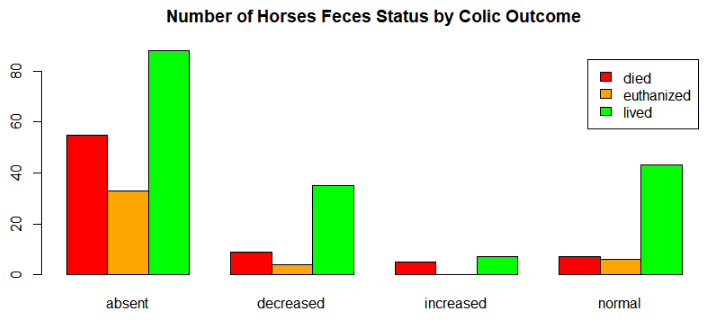 Number of Horses Feces Status by Colic Outcome
80
60
40
20
0
died
euthanized
lived
absent
decreased
increased
normal